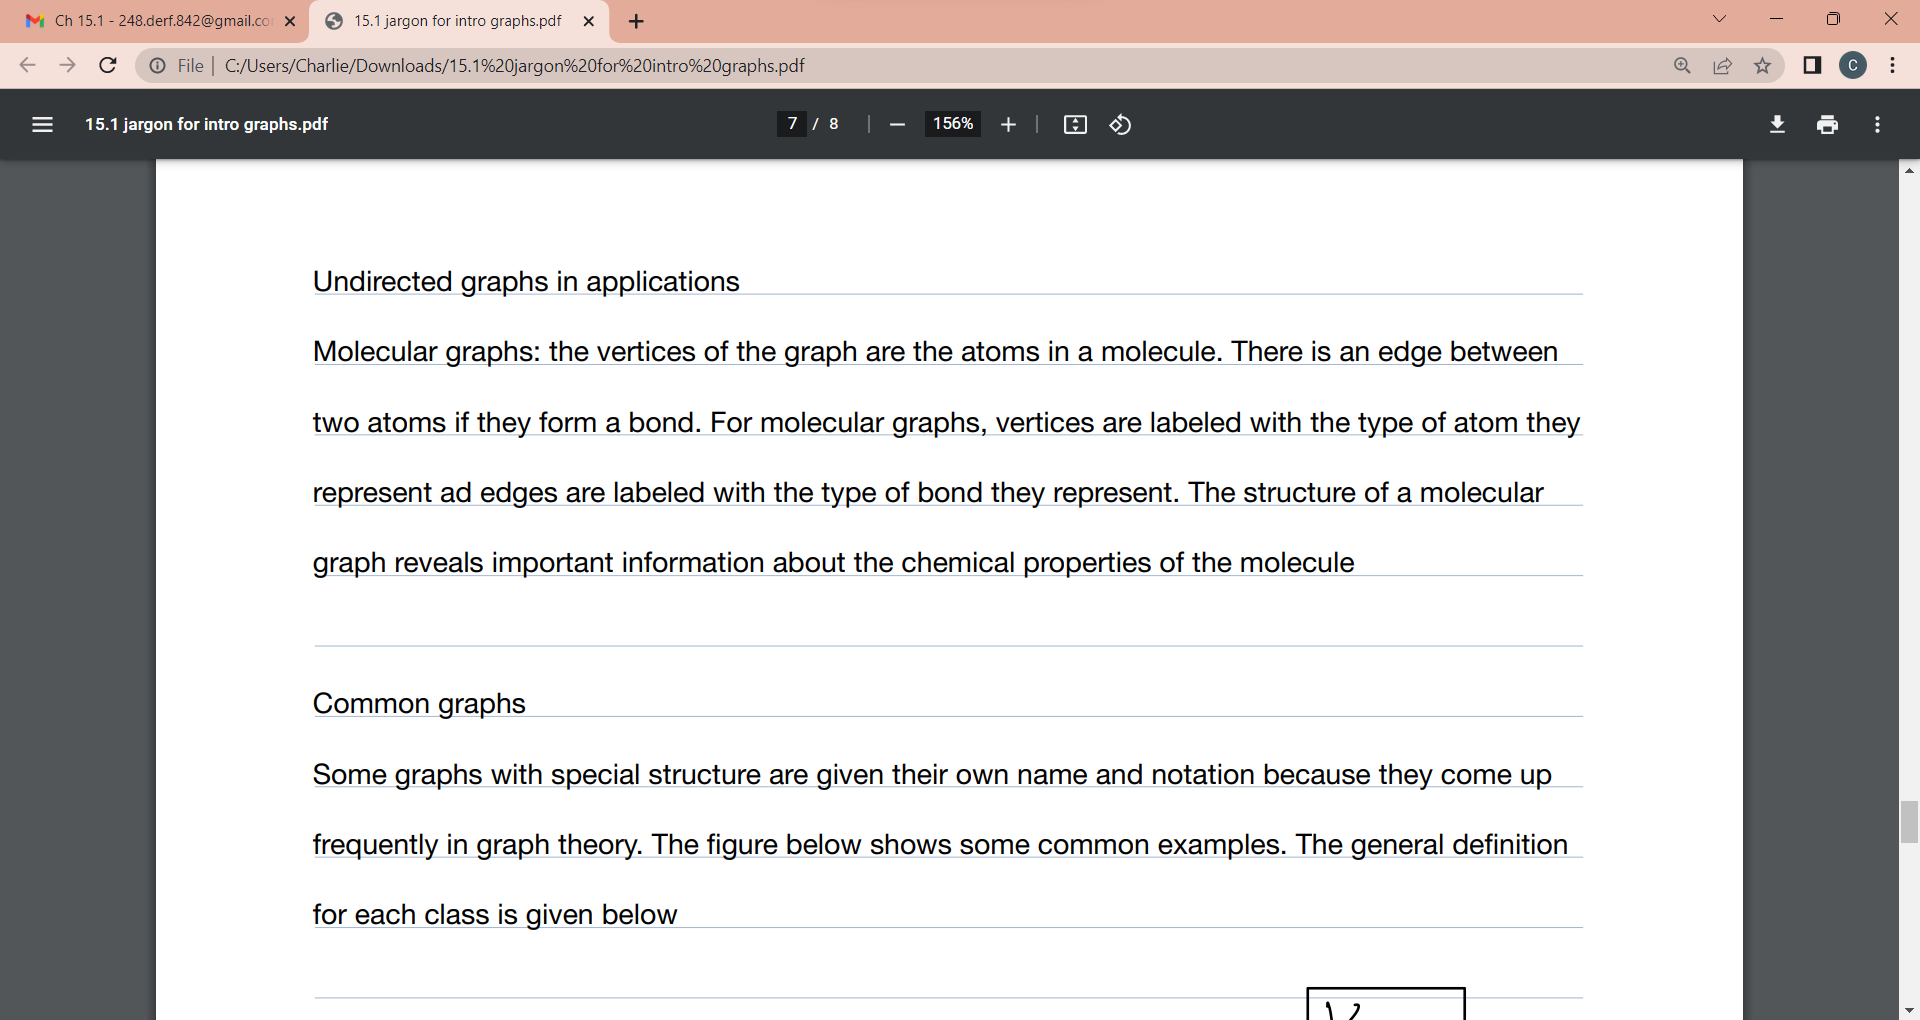 Ch 15.1 - 248.derf.842@gmail.co
15.1 jargon for intro graphs.pdf
File | C:/Users/Charlie/Downloads/15.1%20jargon%20for%20intro%20graphs.pdf
C
15.1 jargon for intro graphs.pdf
7 / 8
156%
Undirected graphs in applications
Molecular graphs: the vertices of the graph are the atoms in a molecule. There is an edge between
two atoms if they form a bond. For molecular graphs, vertices are labeled with the type of atom they
represent ad edges are labeled with the type of bond they represent. The structure of a molecular
graph reveals important information about the chemical properties of the molecule
Common graphs
Some graphs with special structure are given their own name and notation because they come up
frequently in graph theory. The figure below shows some common examples. The general definition
for each class is given below